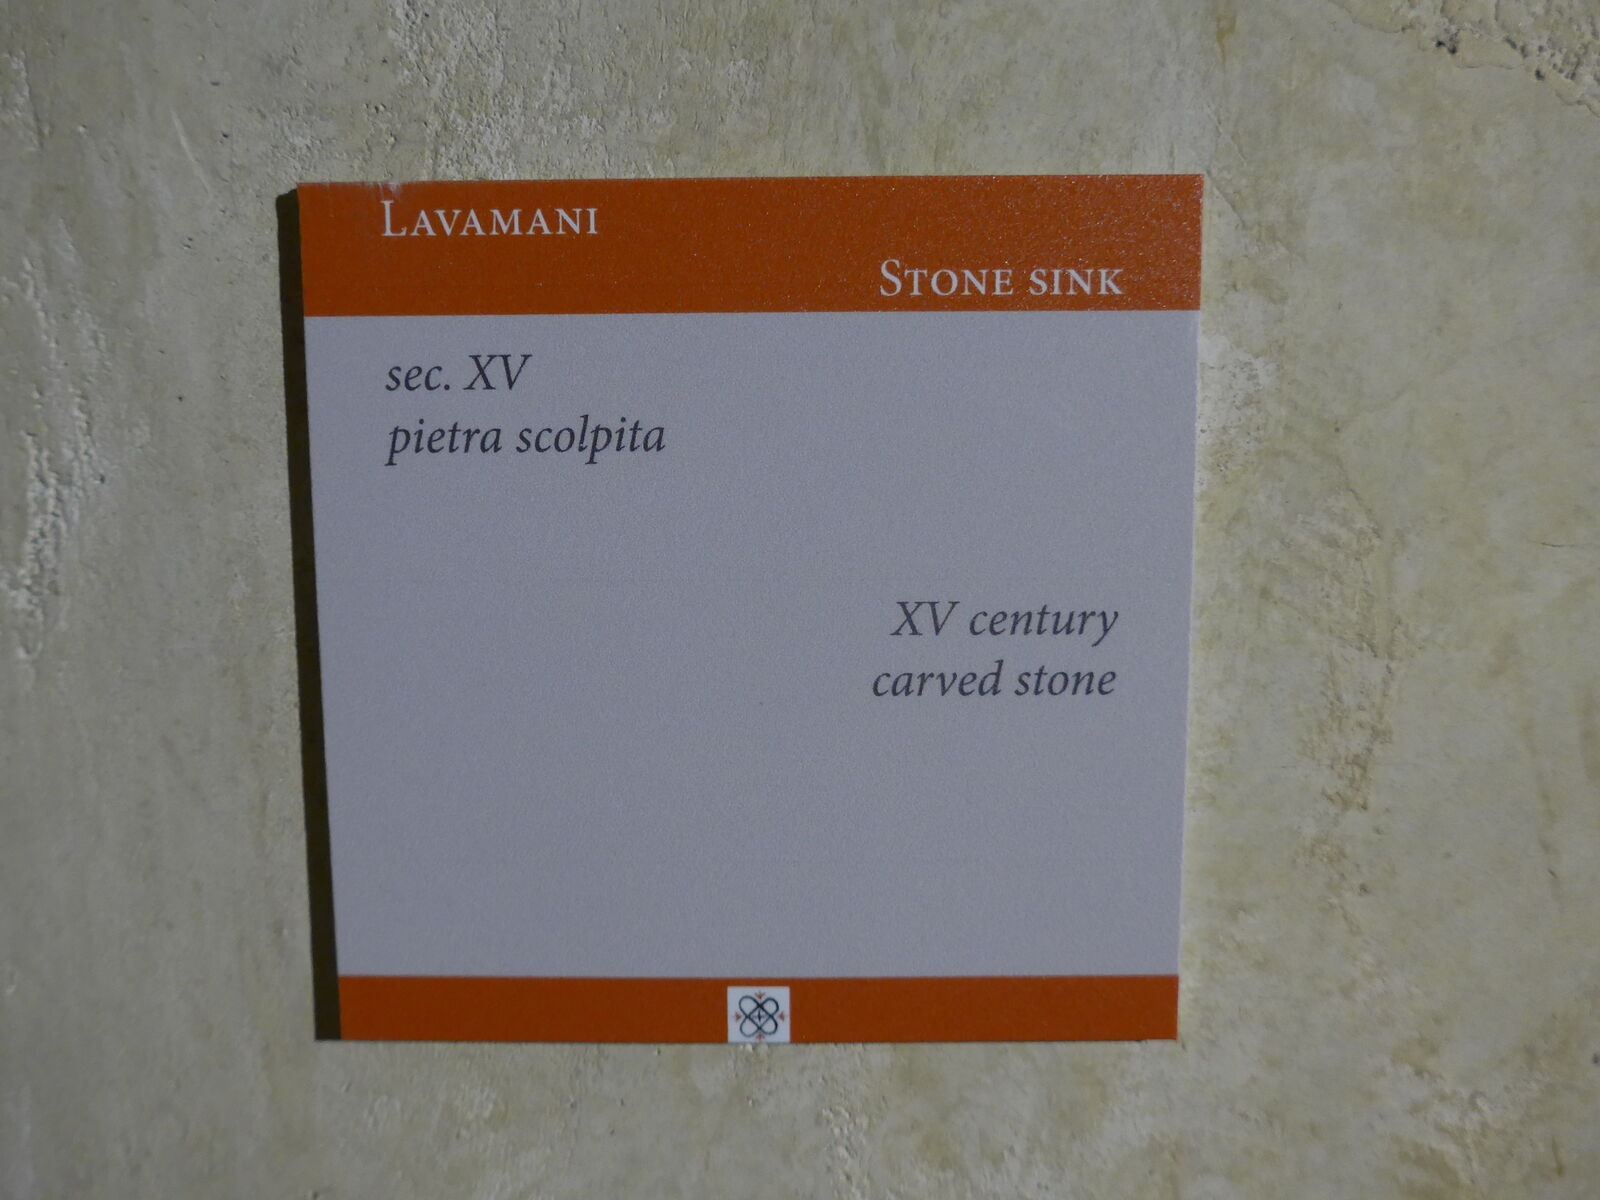 Lavamani
Stone sink
sec. XV
pietra scolpita
XV century
carved stone